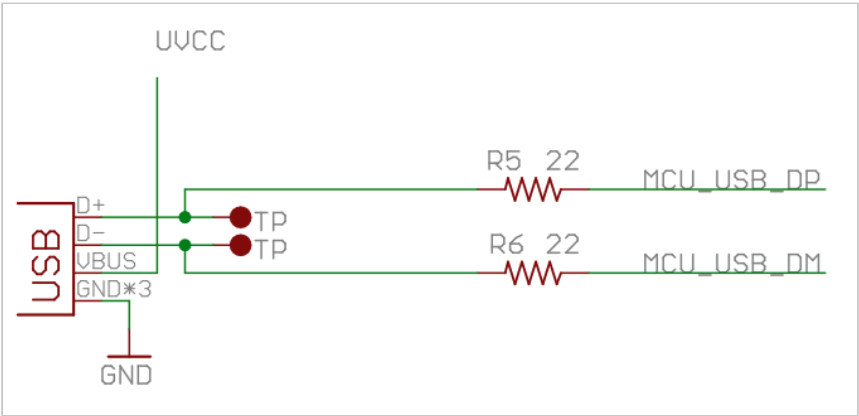 UVCC
R5 22
MCU_USB_DP
D+
TP
D-
TP
R6 22
MCU_USB_DM
VBUS
USB
GND*3
GND